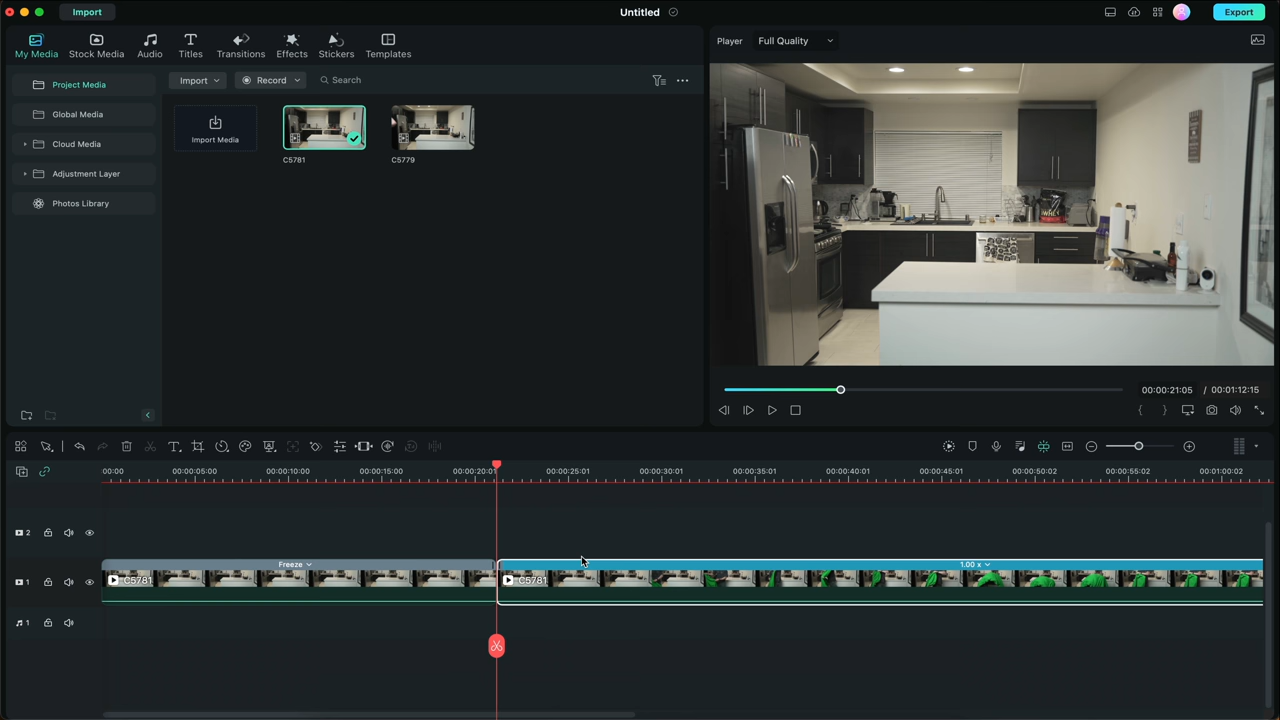 Import
Untitled
Export
My Media
Stock Media
Audio
Titles
Transitions
Effects
Stickers
Templates
Player
Full Quality
Project Media
Global Media
Cloud Media
Adjustment Layer
Photos Library
Import
Record
Search
Import Media
C5781
C5779
00:00:21:05 / 00:01:12:15
:00:00
00:00:05:00
00:00:10:00
00:00:15:00
00:00:20:01
00:00:25:01
00:00:30:01
00:00:35:01
00:00:40:01
00:00:45:01
00:00:50:02
00:00:55:02
00:01:00:02
2
Freeze
1.00 x
1
C5781
C5781
1